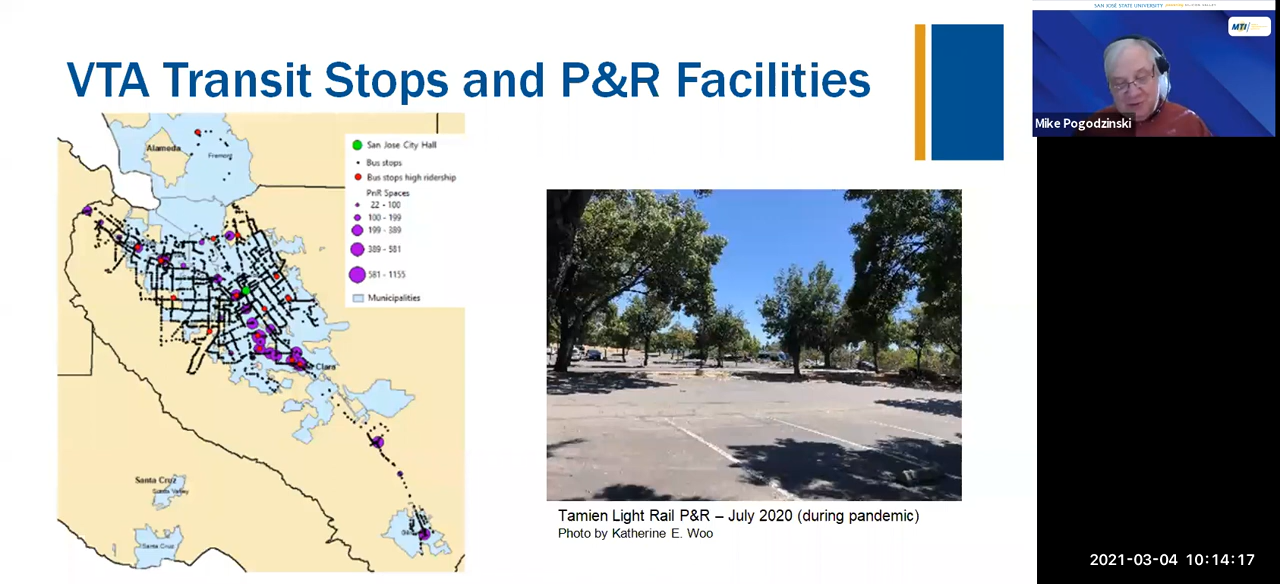 SAN JOSÉ STATE UNIVERSITY
MTI
VTA Transit Stops and P&R Facilities
Mike Pogodzinski
Alameda
Fremont
San Jose City Hall
Bus stops
Bus stops high ridership
PnR Spaces
22 - 100
100 - 199
199 - 389
389 - 581
581 - 1155
Municipalities
Clara
Santa Cruz
Scotts Valley
Santa Cruz
Tamien Light Rail P&R – July 2020 (during pandemic)
Photo by Katherine E. Woo
2021-03-04 10:14:17